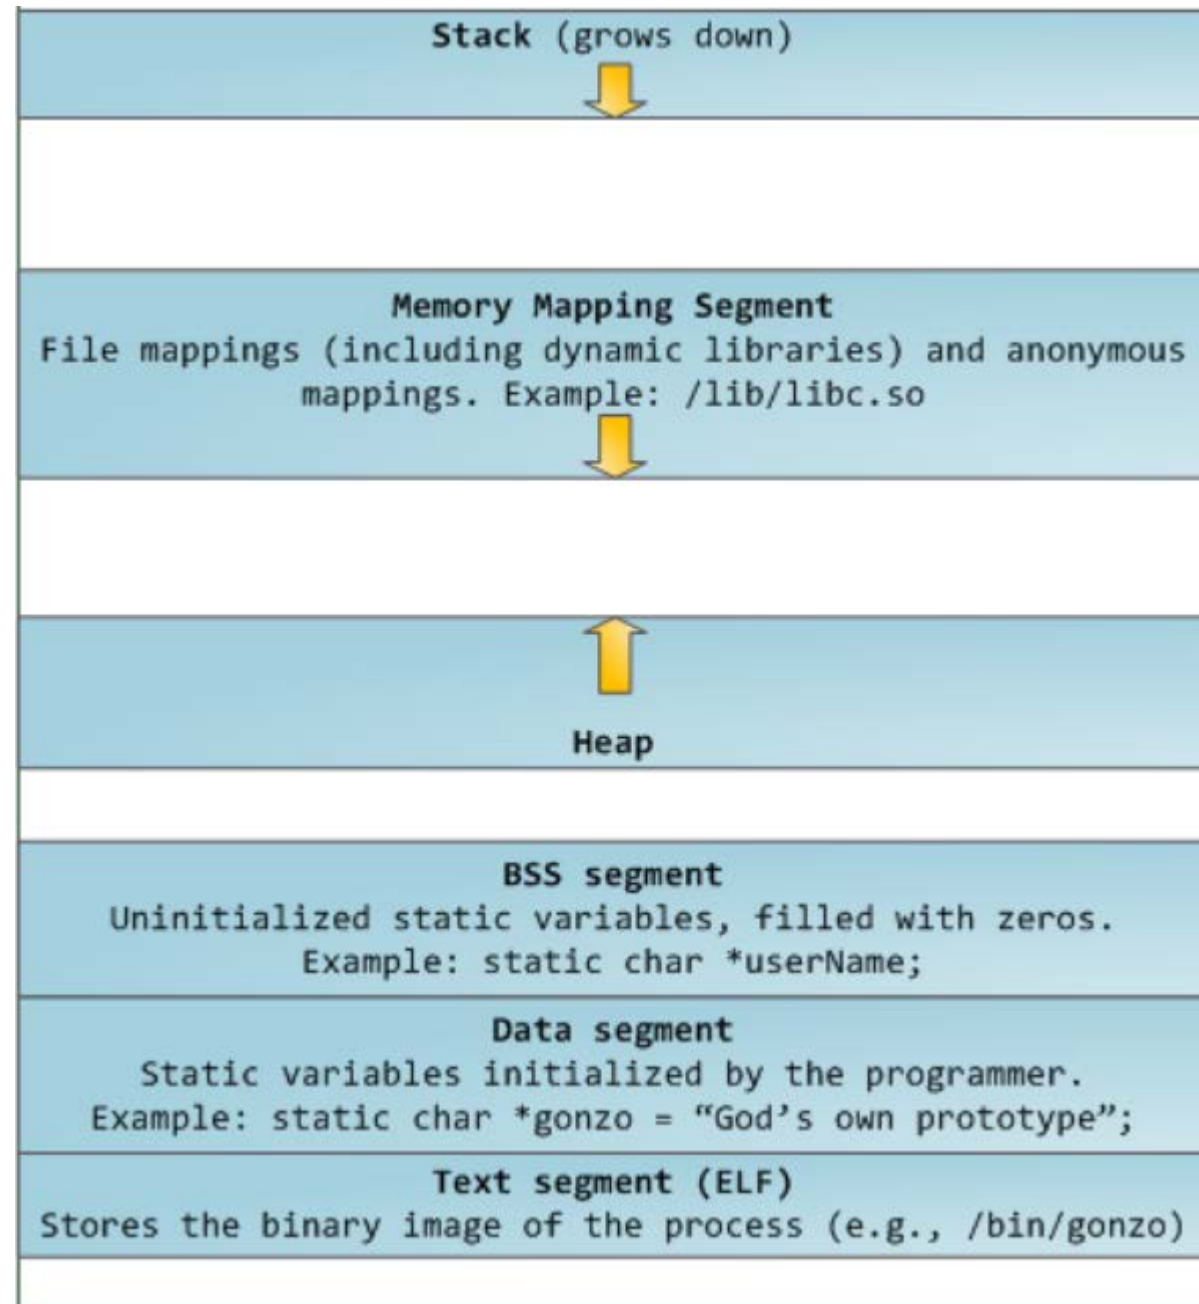 Stack (grows down)
Memory Mapping Segment
File mappings (including dynamic libraries) and anonymous
mappings. Example: /lib/libc.so
Heap
BSS segment
Uninitialized static variables, filled with zeros.
Example: static char *userName;
Data segment
Static variables initialized by the programmer.
Example: static char *gonzo = “God’s own prototype”;
Text segment (ELF)
Stores the binary image of the process (e.g., /bin/gonzo)